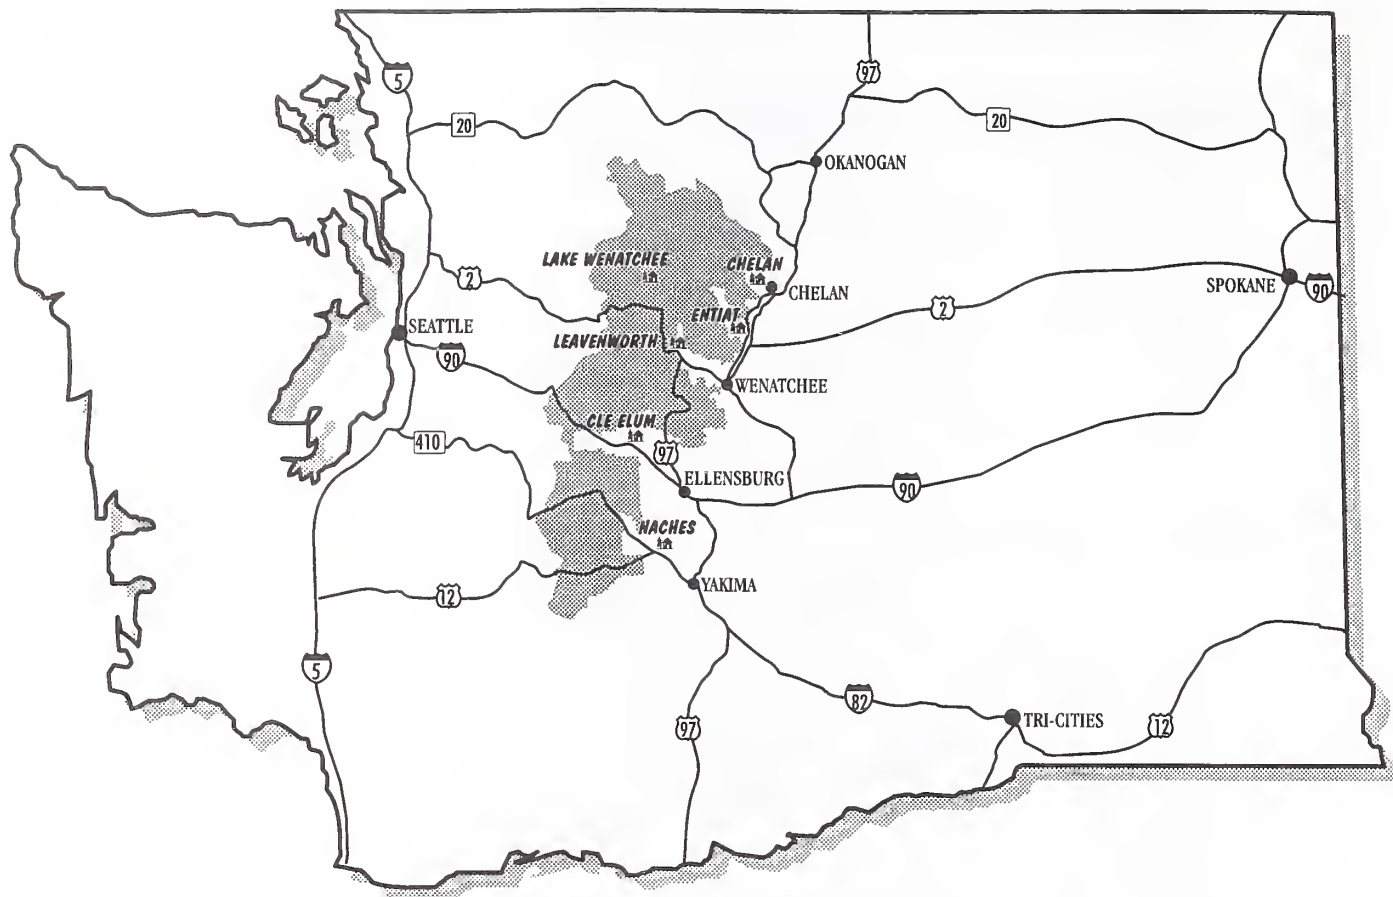 5
97
20
20
OKANOGAN
LAKE WENATCHEE
CHELAN
2
CHELAN
SPOKANE
90
2
ENTIAT
SEATTLE
LEAVENWORTH
90
WENATCHEE
CLE ELUM
410
97
ELLENSBURG
90
NACHES
YAKIMA
12
5
82
TRI-CITIES
97
12